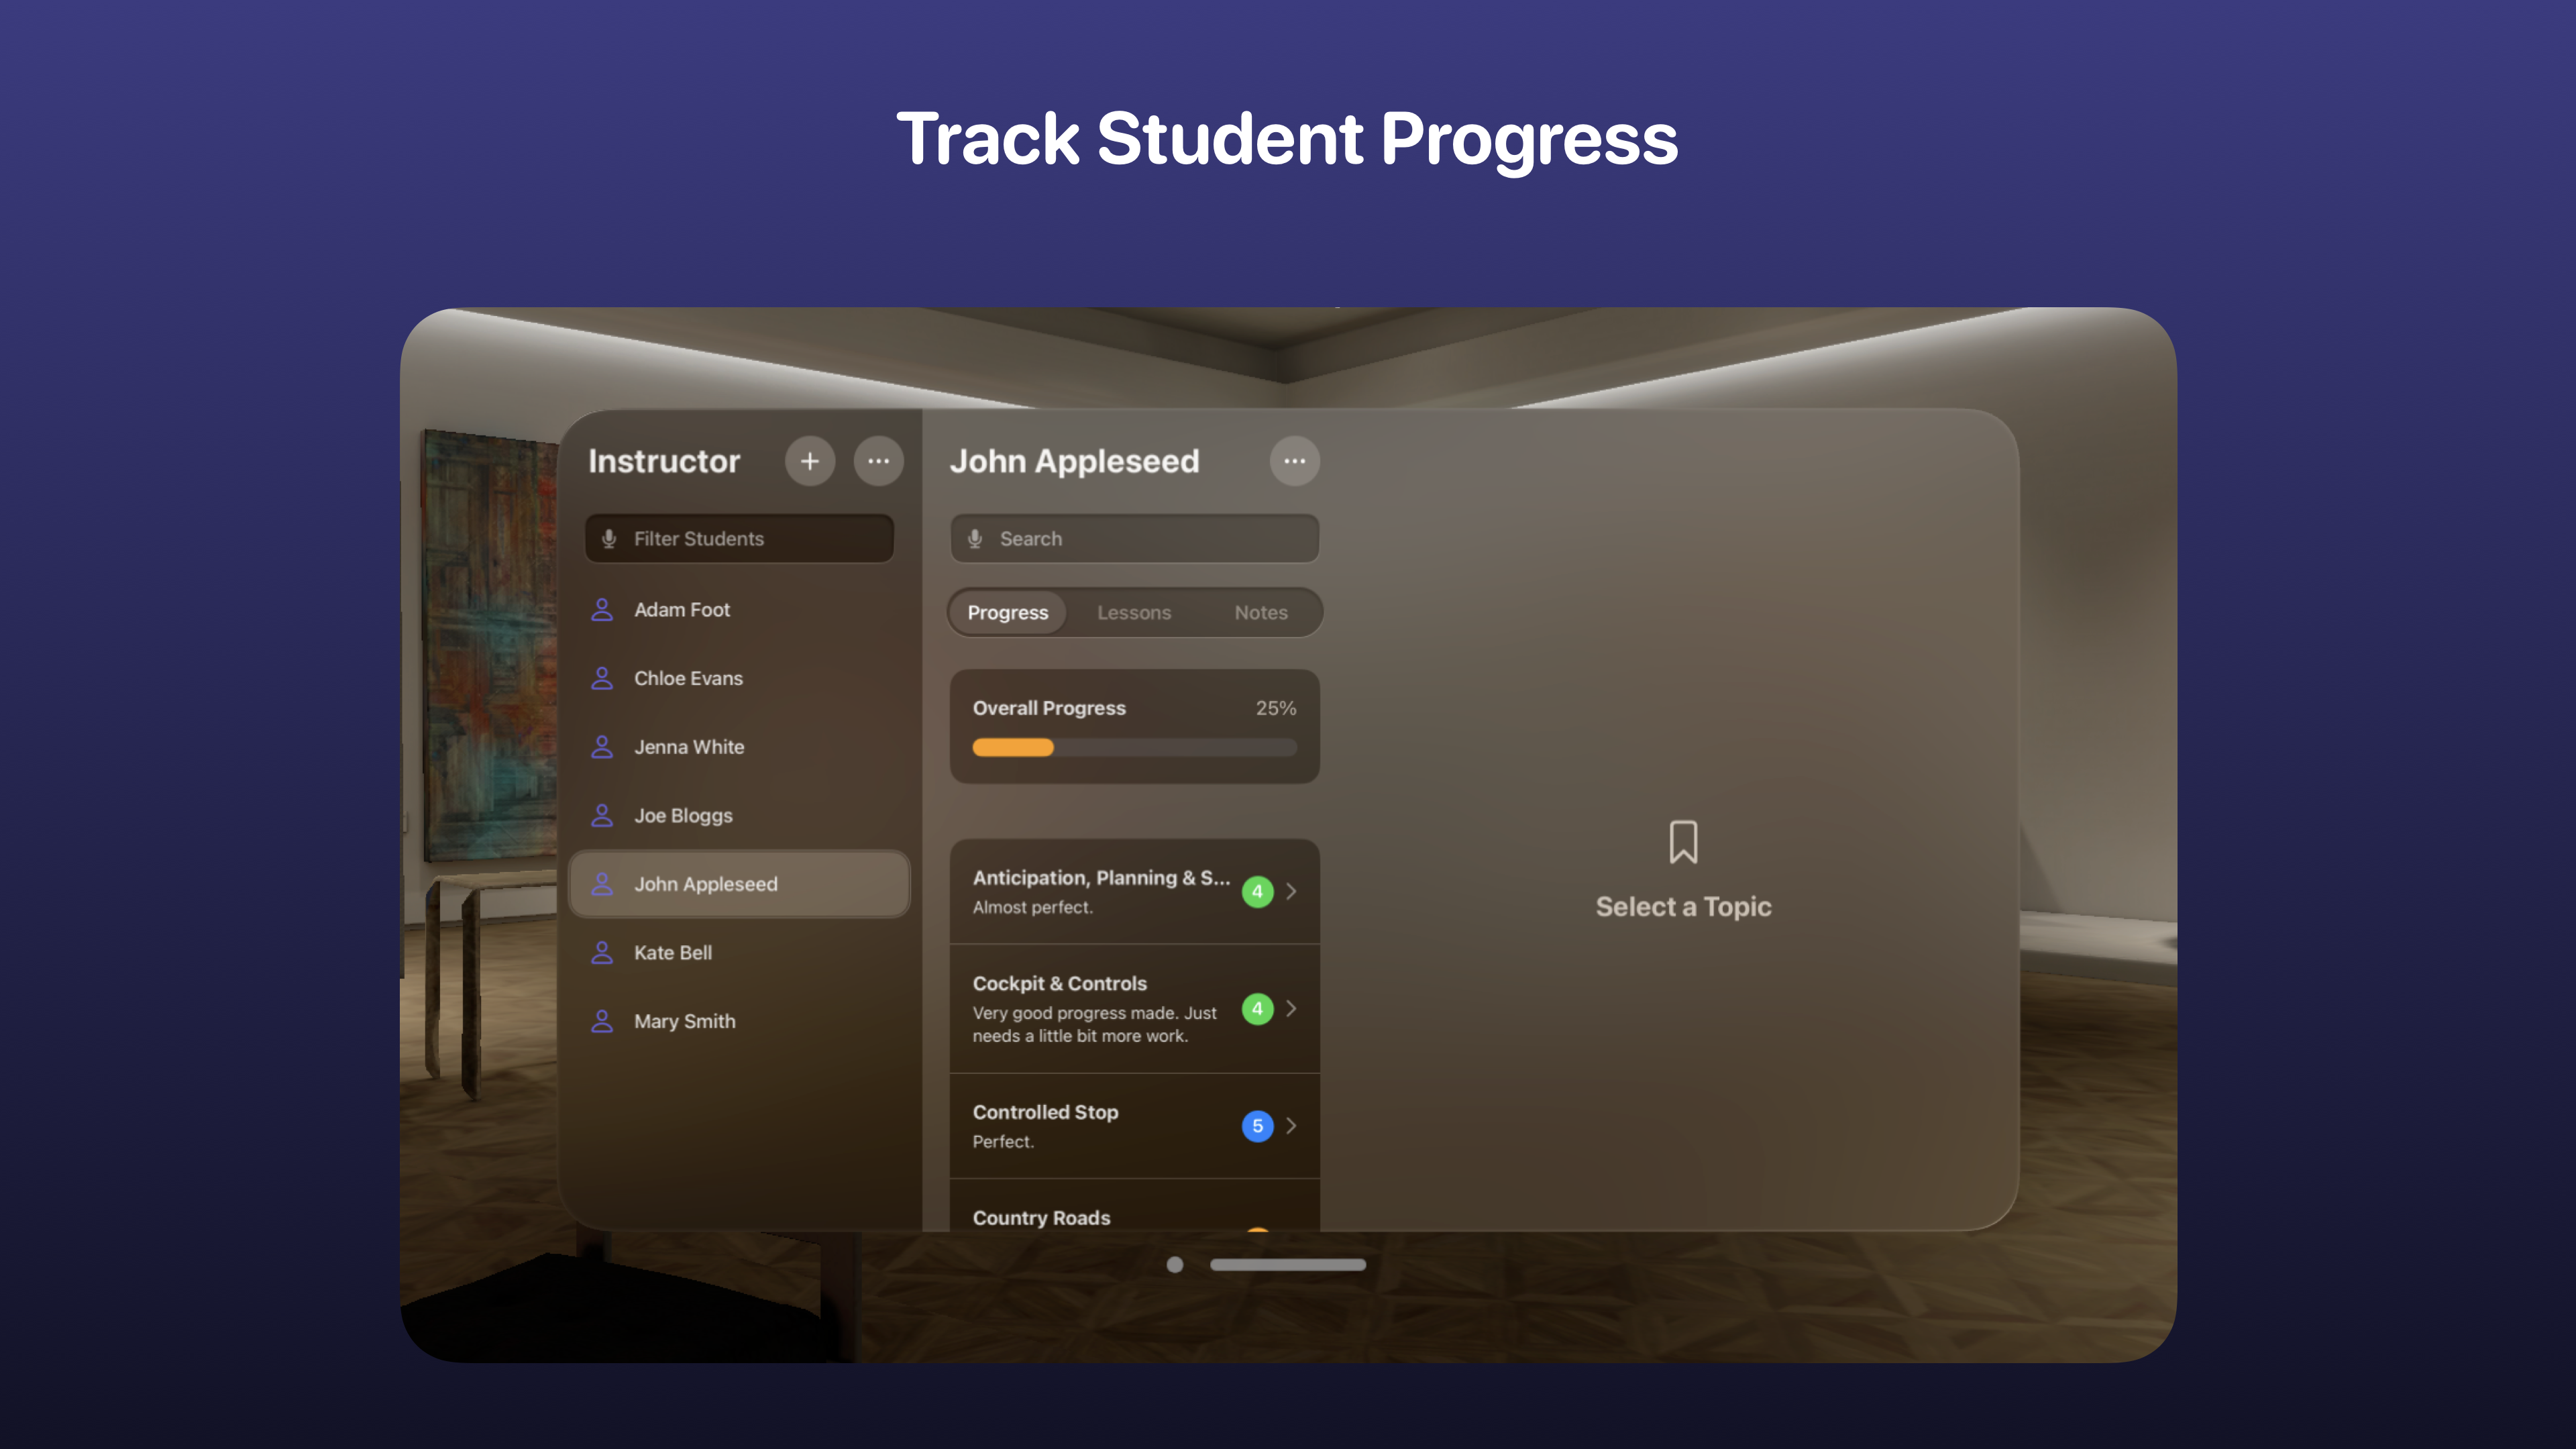 Track Student Progress
Instructor
Filter Students
Adam Foot
Chloe Evans
Jenna White
Joe Bloggs
John Appleseed
Kate Bell
Mary Smith
John Appleseed
Search
Progress Lessons Notes
Overall Progress 25%
Anticipation, Planning & S... 4
Almost perfect.
Cockpit & Controls
Very good progress made. Just 4
needs a little bit more work.
Controlled Stop 5
Perfect.
Country Roads
Select a Topic